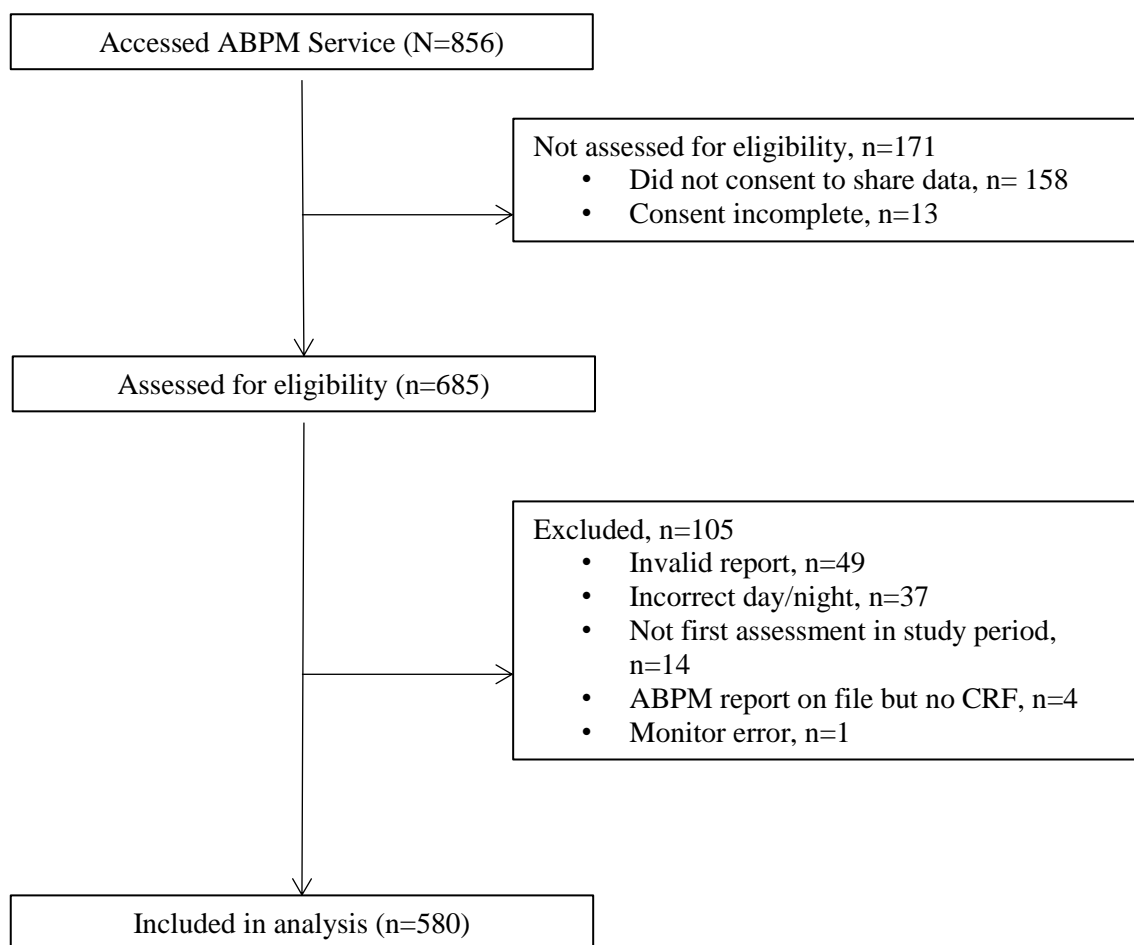 Accessed ABPM Service (N=856)
Not assessed for eligibility, n=171
• Did not consent to share data, n= 158
• Consent incomplete, n=13
Assessed for eligibility (n=685)
Excluded, n=105
• Invalid report, n=49
• Incorrect day/night, n=37
• Not first assessment in study period,
n=14
• ABPM report on file but no CRF, n=4
• Monitor error, n=1
Included in analysis (n=580)